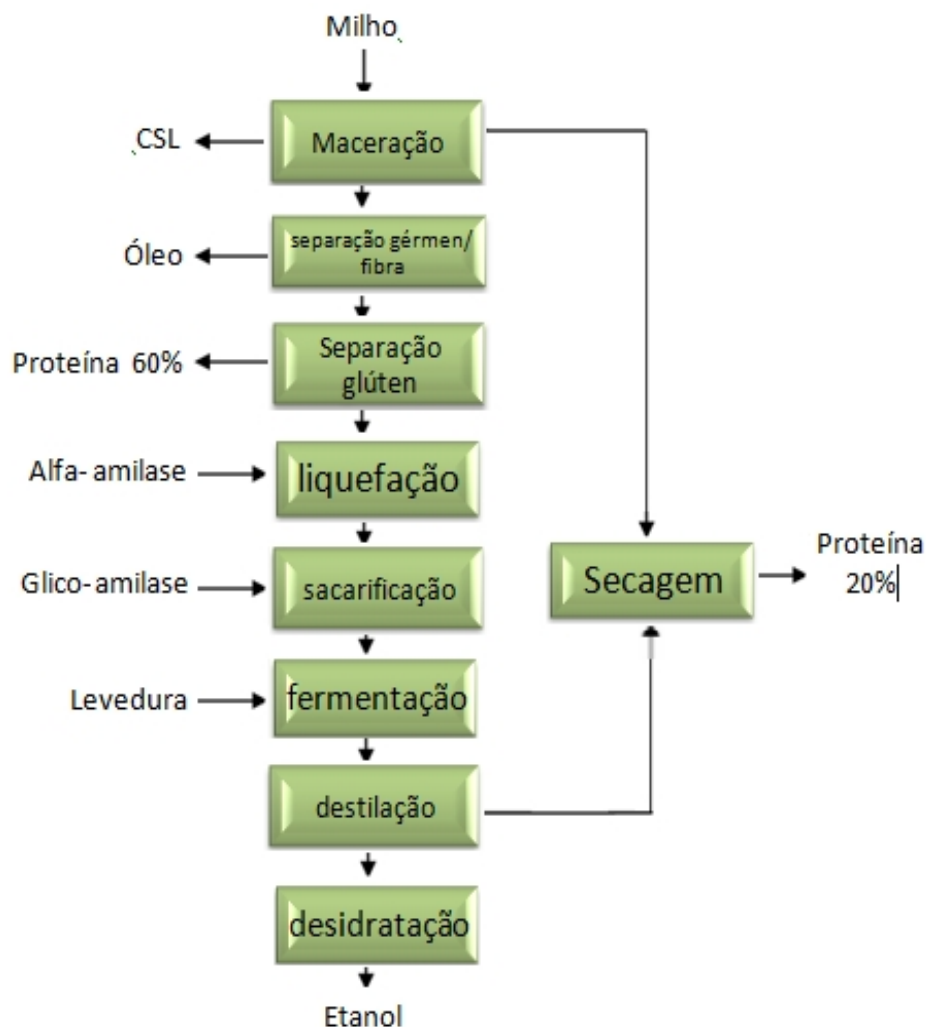 Milho
CSL
Maceração
Óleo
separação gérmen/
fibra
Proteína 60%
Separação
glúten
Alfa- amilase
liquefação
Glico- amilase
sacarificação
Secagem
Proteína
20%
Levedura
fermentação
destilação
desidratação
Etanol